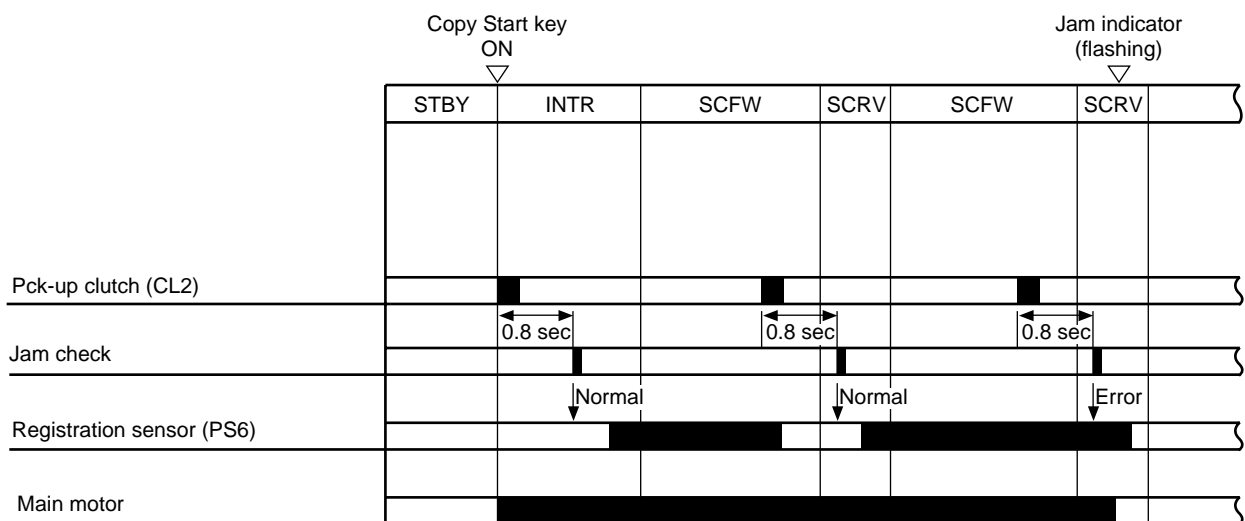 Copy Start key
ON
Jam indicator
(flashing)
STBY INTR SCFW SCRV SCFW SCRV
Pck-up clutch (CL2)
0.8 sec 0.8 sec 0.8 sec
Jam check
Normal Normal Error
Registration sensor (PS6)
Main motor